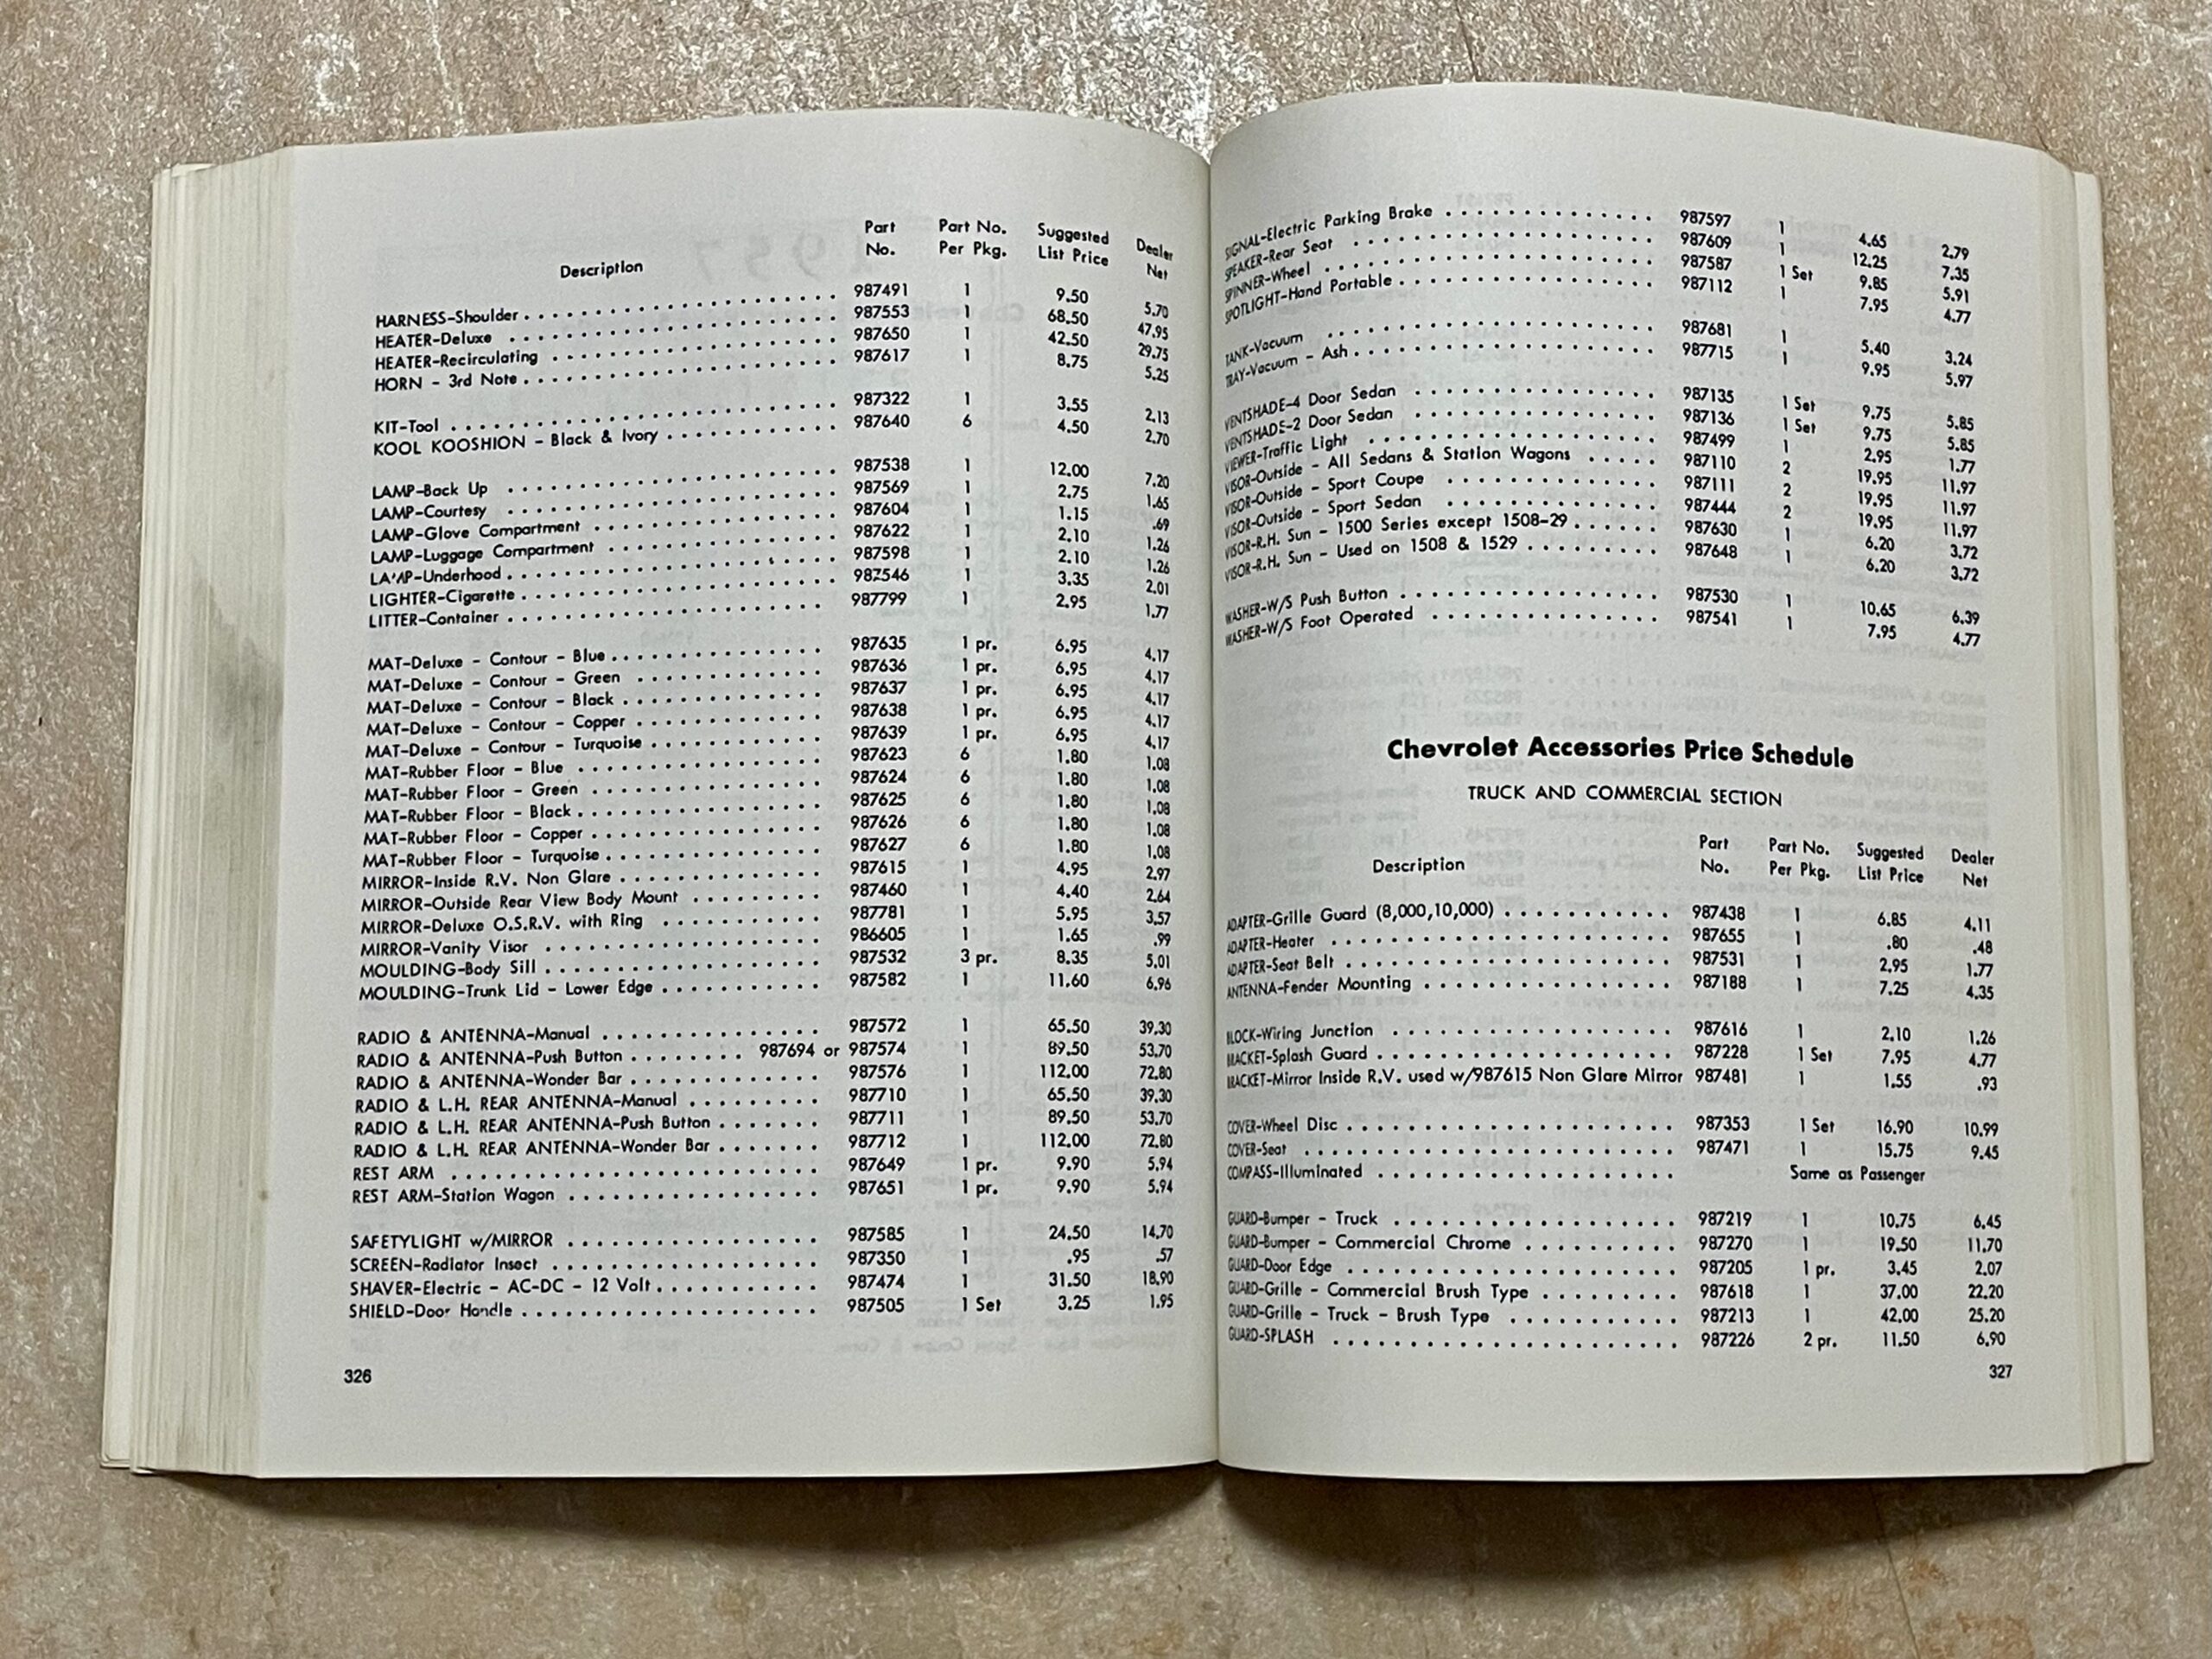 Description Part No. Part No. Per Pkg. Suggested List Price Dealer Net
HARNESS-Shoulder . . . . . . . . 987491 1 9.50 5.70
HEATER-Deluxe . . . . . . . . 987553 1 68.50 47.95
HEATER-Recirculating . . . . . . . . 987650 1 42.50 29.75
HORN - 3rd Note . . . . . . . . 987617 1 8.75 5.25
KIT-Tool . . . . . . . . 987322 1 3.55 2.13
KOOL KOOSHION - Black & Ivory . . . . . . . . 987640 6 4.50 2.70
LAMP-Back Up . . . . . . . . 987538 1 12.00 7.20
LAMP-Courtesy . . . . . . . . 987569 1 2.75 1.65
LAMP-Glove Compartment . . . . . . . . 987604 1 1.15 .69
LAMP-Luggage Compartment . . . . . . . . 987622 1 2.10 1.26
LAMP-Underhood . . . . . . . . 987598 1 2.10 1.26
LIGHTER-Cigarette . . . . . . . . 987546 1 3.35 2.01
LITTER-Container . . . . . . . . 987799 1 2.95 1.77
MAT-Deluxe - Contour - Blue . . . . . . . . 987635 1 pr. 6.95 4.17
MAT-Deluxe - Contour - Green . . . . . . . . 987636 1 pr. 6.95 4.17
MAT-Deluxe - Contour - Black . . . . . . . . 987637 1 pr. 6.95 4.17
MAT-Deluxe - Contour - Copper . . . . . . . . 987638 1 pr. 6.95 4.17
MAT-Deluxe - Contour - Turquoise . . . . . . . . 987639 1 pr. 6.95 4.17
MAT-Rubber Floor - Blue . . . . . . . . 987623 6 1.80 1.08
MAT-Rubber Floor - Green . . . . . . . . 987624 6 1.80 1.08
MAT-Rubber Floor - Black . . . . . . . . 987625 6 1.80 1.08
MAT-Rubber Floor - Copper . . . . . . . . 987626 6 1.80 1.08
MAT-Rubber Floor - Turquoise . . . . . . . . 987627 6 1.80 1.08
MIRROR-Inside R.V. Non Glare . . . . . . . . 987615 1 4.95 2.97
MIRROR-Outside Rear View Body Mount . . . . . . . . 987460 1 4.40 2.64
MIRROR-Deluxe O.S.R.V. with Ring . . . . . . . . 987781 1 5.95 3.57
MIRROR-Vanity Visor . . . . . . . . 986605 1 1.65 .99
MOULDING-Body Sill . . . . . . . . 987532 3 pr. 8.35 5.01
MOULDING-Trunk Lid - Lower Edge . . . . . . . . 987582 1 11.60 6.96
RADIO & ANTENNA-Manual . . . . . . . . 987572 1 65.50 39.30
RADIO & ANTENNA-Push Button . . . . . . . . 987694 or 987574 1 89.50 53.70
RADIO & ANTENNA-Wonder Bar . . . . . . . . 987576 1 112.00 72.80
RADIO & L.H. REAR ANTENNA-Manual . . . . . . . . 987710 1 65.50 39.30
RADIO & L.H. REAR ANTENNA-Push Button . . . . . . . 987711 1 89.50 53.70
RADIO & L.H. REAR ANTENNA-Wonder Bar . . . . . . . 987712 1 112.00 72.80
REST ARM . . . . . . . . 987649 1 pr. 9.90 5.94
REST ARM-Station Wagon . . . . . . . . 987651 1 pr. 9.90 5.94
SAFETYLIGHT w/MIRROR . . . . . . . . 987585 1 24.50 14.70
SCREEN-Radiator Insect . . . . . . . . 987350 1 .95 .57
SHAVER-Electric - AC-DC - 12 Volt . . . . . . . . 987474 1 31.50 18.90
SHIELD-Door Handle . . . . . . . . 987505 1 Set 3.25 1.95
326
SIGNAL-Electric Parking Brake . . . . . . . . 987597 1 4.65 2.79
SPEAKER-Rear Seat . . . . . . . . 987609 1 12.25 7.35
SPINNER-Wheel . . . . . . . . 987587 1 Set 9.85 5.91
SPOTLIGHT-Hand Portable . . . . . . . . 987112 1 7.95 4.77
TANK-Vacuum . . . . . . . . 987681 1 5.40 3.24
TRAY-Vacuum - Ash . . . . . . . . 987715 1 9.95 5.97
VENTSHADE-4 Door Sedan . . . . . . . . 987135 1 Set 9.75 5.85
VENTSHADE-2 Door Sedan . . . . . . . . 987136 1 Set 9.75 5.85
VIEWER-Traffic Light . . . . . . . . 987499 1 2.95 1.77
VISOR-Outside - All Sedans & Station Wagons . . . . . 987110 2 19.95 11.97
VISOR-Outside - Sport Coupe . . . . . . . . 987111 2 19.95 11.97
VISOR-Outside - Sport Sedan . . . . . . . . 987444 2 19.95 11.97
VISOR-R.H. Sun - 1500 Series except 1508-29 . . . . . . 987630 1 6.20 3.72
VISOR-R.H. Sun - Used on 1508 & 1529 . . . . . . . . 987648 1 6.20 3.72
WASHER-W/S Push Button . . . . . . . . 987530 1 10.65 6.39
WASHER-W/S Foot Operated . . . . . . . . 987541 1 7.95 4.77
Chevrolet Accessories Price Schedule
TRUCK AND COMMERCIAL SECTION
Description Part No. Part No. Per Pkg. Suggested List Price Dealer Net
ADAPTER-Grille Guard (8,000,10,000) . . . . . . . . 987438 1 6.85 4.11
ADAPTER-Heater . . . . . . . . 987655 1 .80 .48
ADAPTER-Seat Belt . . . . . . . . 987531 1 2.95 1.77
ANTENNA-Fender Mounting . . . . . . . . 987188 1 7.25 4.35
BLOCK-Wiring Junction . . . . . . . . 987616 1 2.10 1.26
BRACKET-Splash Guard . . . . . . . . 987228 1 Set 7.95 4.77
BRACKET-Mirror Inside R.V. used w/987615 Non Glare Mirror 987481 1 1.55 .93
COVER-Wheel Disc . . . . . . . . 987353 1 Set 16.90 10.99
COVER-Seat . . . . . . . . 987471 1 15.75 9.45
COMPASS-Illuminated . . . . . . . . Same as Passenger
GUARD-Bumper - Truck . . . . . . . . 987219 1 10.75 6.45
GUARD-Bumper - Commercial Chrome . . . . . . . . 987270 1 19.50 11.70
GUARD-Door Edge . . . . . . . . 987205 1 pr. 3.45 2.07
GUARD-Grille - Commercial Brush Type . . . . . . . . 987618 1 37.00 22.20
GUARD-Grille - Truck - Brush Type . . . . . . . . 987213 1 42.00 25.20
GUARD-SPLASH . . . . . . . . 987226 2 pr. 11.50 6.90
327